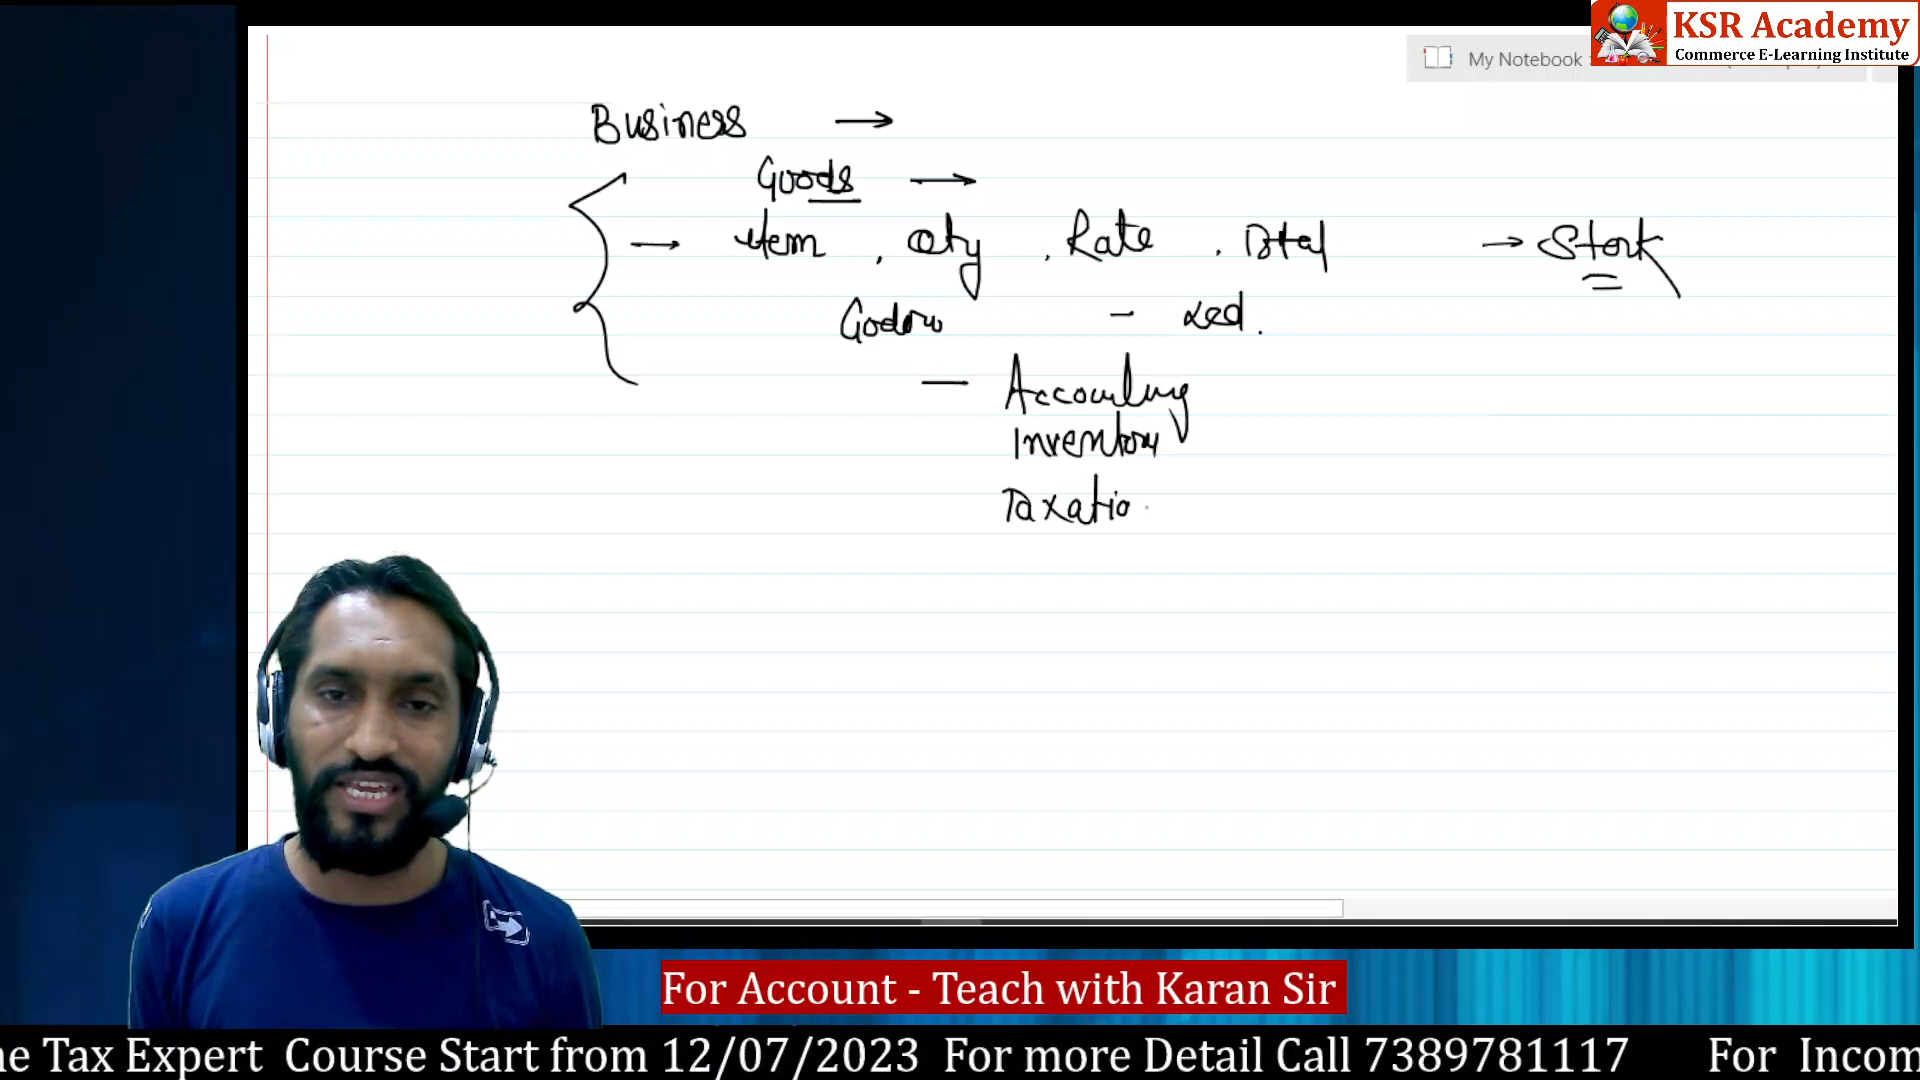 KSR Academy
Commerce E-Learning Institute
My Notebook
Business →
Goods →
→ Item , Qty , Rate , Total → Stock
Godow - Led.
- Accounting
Inventory
Taxatio
For Account - Teach with Karan Sir
ne Tax Expert Course Start from 12/07/2023 For more Detail Call 7389781117 For Incom